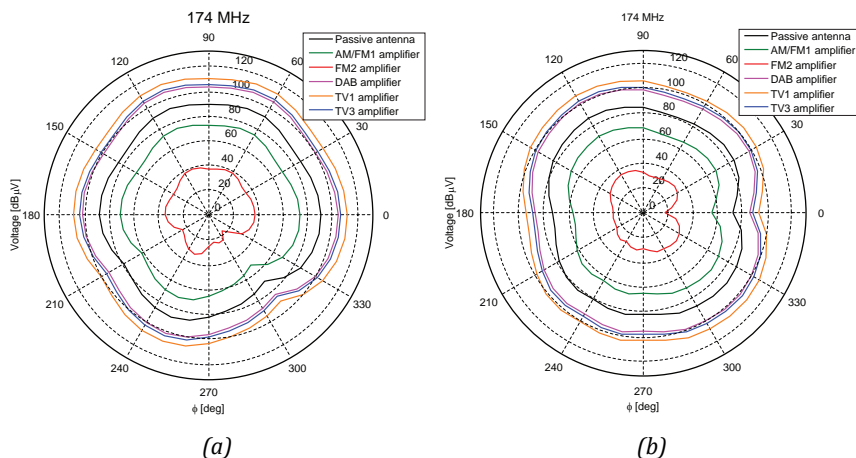 174 MHz
90
120
60
150
30
180
0
210
330
240
300
270
120
100
80
60
40
20
0
Voltage [dBµV]
ϕ [deg]
Passive antenna
AM/FM1 amplifier
FM2 amplifier
DAB amplifier
TV1 amplifier
TV3 amplifier
(a)
174 MHz
90
120
60
150
30
180
0
210
330
240
300
270
120
100
80
60
40
20
0
Voltage [dBµV]
ϕ [deg]
Passive antenna
AM/FM1 amplifier
FM2 amplifier
DAB amplifier
TV1 amplifier
TV3 amplifier
(b)